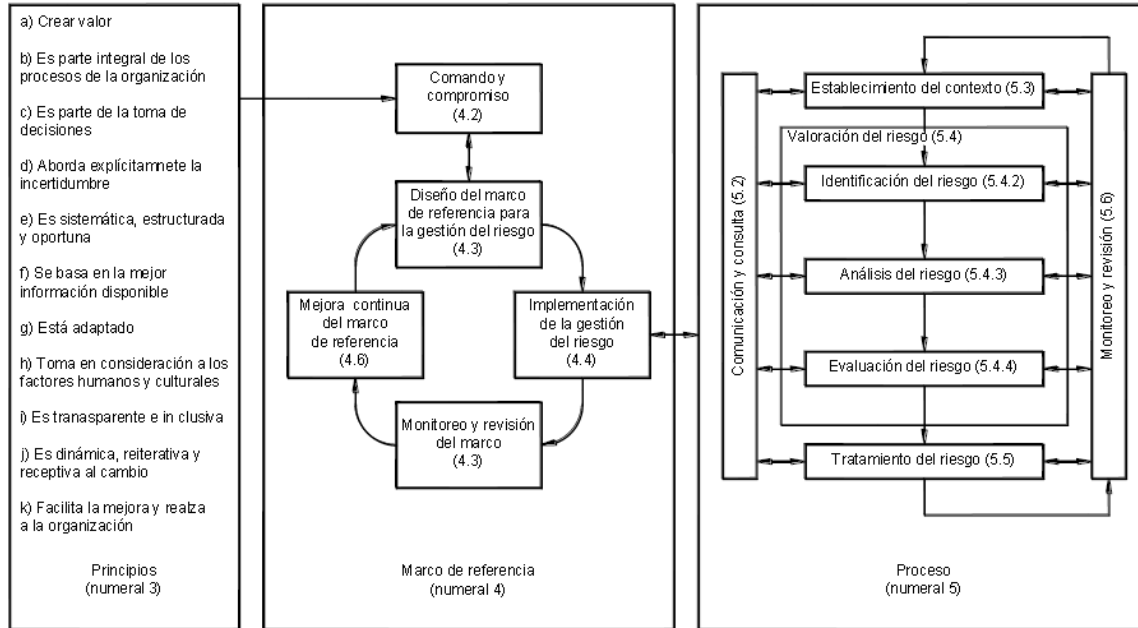 a) Crear valor
b) Es parte integral de los
procesos de la organización
c) Es parte de la toma de
decisiones
d) Aborda explícitamnete la
incertidumbre
e) Es sistemática, estructurada
y oportuna
f) Se basa en la mejor
información disponible
g) Está adaptado
h) Toma en consideración a los
factores humanos y culturales
i) Es transparente e in clusiva
j) Es dinámica, reiterativa y
receptiva al cambio
k) Facilita la mejora y realza
a la organización
Principios
(numeral 3)
Comando y
compromiso
(4.2)
Diseño del marco
de referencia para
la gestión del riesgo
(4.3)
Mejora continua
del marco
de referencia
(4.6)
Implementación
de la gestión
del riesgo
(4.4)
Monitoreo y revisión
del marco
(4.3)
Marco de referencia
(numeral 4)
Comunicación y consulta (5.2)
Establecimiento del contexto (5.3)
Valoración del riesgo (5.4)
Identificación del riesgo (5.4.2)
Análisis del riesgo (5.4.3)
Evaluación del riesgo (5.4.4)
Tratamiento del riesgo (5.5)
Monitoreo y revisión (5.6)
Proceso
(numeral 5)